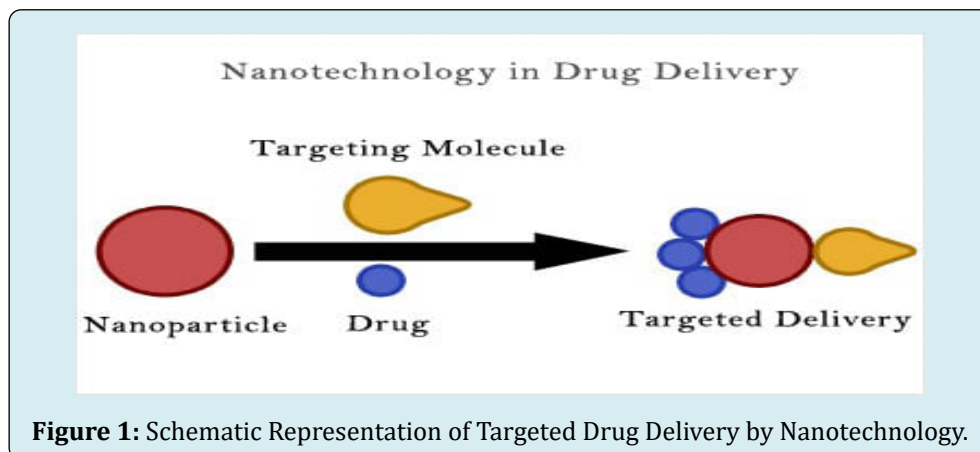 Nanotechnology in Drug Delivery
Targeting Molecule
Nanoparticle
Drug
Targeted Delivery
Figure 1: Schematic Representation of Targeted Drug Delivery by Nanotechnology.